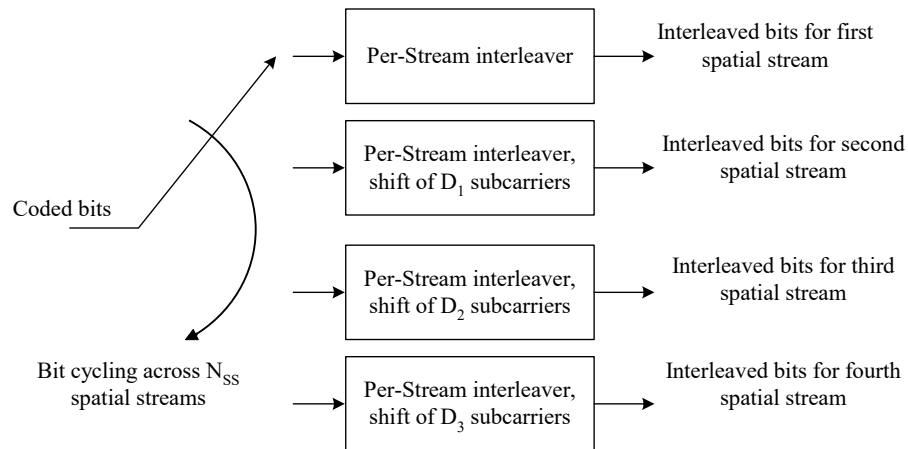 Per-Stream interleaver
Interleaved bits for first
spatial stream
Per-Stream interleaver,
shift of D₁ subcarriers
Interleaved bits for second
spatial stream
Coded bits
Per-Stream interleaver,
shift of D₂ subcarriers
Interleaved bits for third
spatial stream
Bit cycling across N_SS
spatial streams
Per-Stream interleaver,
shift of D₃ subcarriers
Interleaved bits for fourth
spatial stream